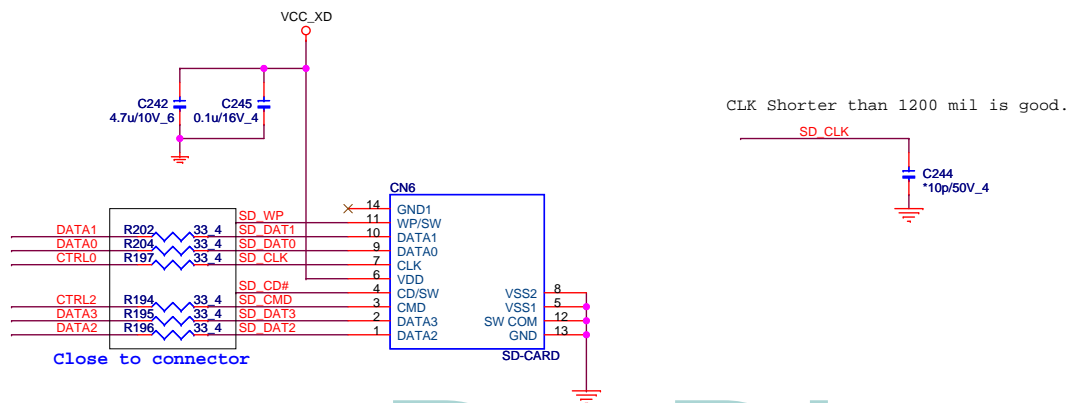 VCC_XD
C242
4.7u/10V_6
C245
0.1u/16V_4
CLK Shorter than 1200 mil is good.
SD_CLK
C244
*10p/50V_4
CN6
14 GND1
SD_WP 11 WP/SW
DATA1 R202 33_4 SD_DAT1 10 DATA1
DATA0 R204 33_4 SD_DAT0 9 DATA0
CTRL0 R197 33_4 SD_CLK 7 CLK
6 VDD
SD_CD# 4 CD/SW VSS2 8
CTRL2 R194 33_4 SD_CMD 3 CMD VSS1 5
DATA3 R195 33_4 SD_DAT3 2 DATA3 SW COM 12
DATA2 R196 33_4 SD_DAT2 1 DATA2 GND 13
Close to connector
SD-CARD